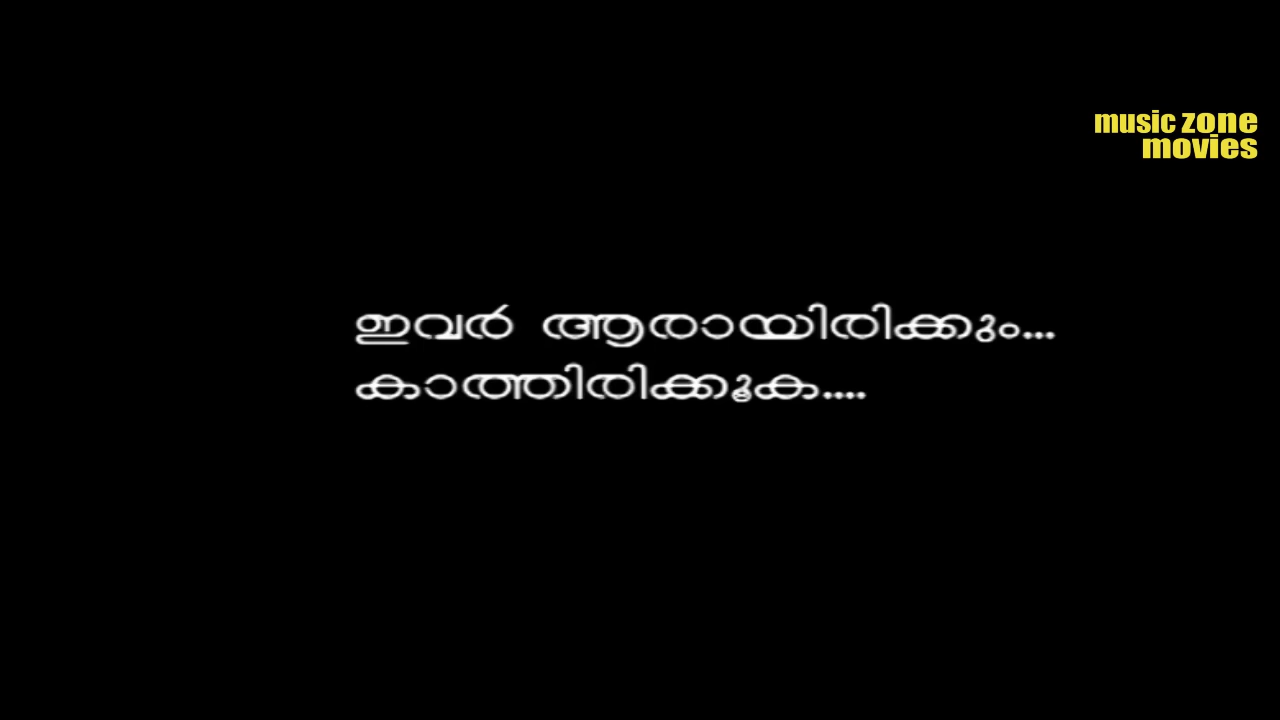 music zone
movies
ഇവർ ആരായിരിക്കും...
കാത്തിരിക്കൂക....